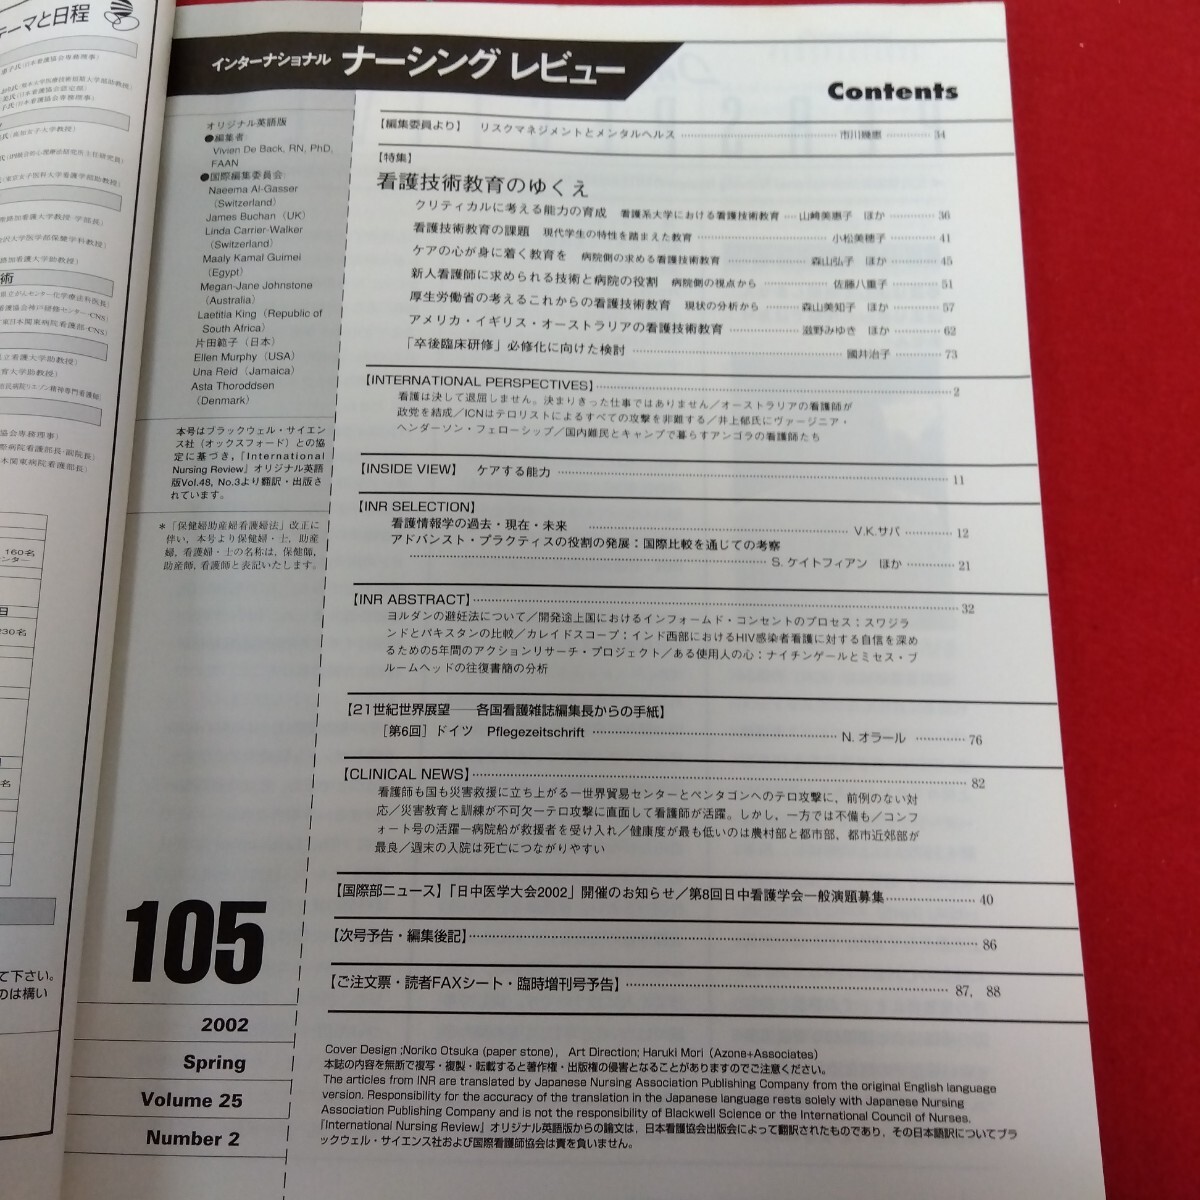 テーマと日程
インターナショナル ナーシング レビュー
Contents
オリジナル英語版
●編集者
Vivien De Back, RN, PhD,
FAAN
●国際編集委員会
Naeema Al-Gasser
(Switzerland)
James Buchan (UK)
Linda Carrier-Walker
(Switzerland)
Maaly Kamal Guimei
(Egypt)
Megan-Jane Johnstone
(Australia)
Laetitia King (Republic of
South Africa)
片田範子(日本)
Ellen Murphy (USA)
Una Reid (Jamaica)
Asta Thoroddsen
(Denmark)
本号はブラックウェル・サイエン
ス社(オックスフォード)との協
定に基づき,『International
Nursing Review』オリジナル英語
版Vol.48, No.3より翻訳・出版さ
れています。
*「保健婦助産婦看護婦法」改正に
伴い、本号より保健婦・士,助産
婦,看護婦・士の名称は,保健師,
助産師,看護師と表記いたします。
105
2002
Spring
Volume 25
Number 2
【編集委員より】 リスクマネジメントとメンタルヘルス 市川幾恵 34
【特集】
看護技術教育のゆくえ
クリティカルに考える能力の育成 看護系大学における看護技術教育 山崎美惠子 ほか 36
看護技術教育の課題 現代学生の特性を踏まえた教育 小松美穂子 41
ケアの心が身に着く教育を 病院側の求める看護技術教育 森山弘子 ほか 45
新人看護師に求められる技術と病院の役割 病院側の視点から 佐藤八重子 51
厚生労働省の考えるこれからの看護技術教育 現状の分析から 森山美知子 ほか 57
アメリカ・イギリス・オーストラリアの看護技術教育 滋野みゆき ほか 62
「卒後臨床研修」必修化に向けた検討 國井治子 73
【INTERNATIONAL PERSPECTIVES】 2
看護は決して退屈しません。決まりきった仕事ではありません/オーストラリアの看護師が
政党を結成/ICNはテロリストによるすべての攻撃を非難する/井上郁氏にヴァージニア・
ヘンダーソン・フェローシップ/国内難民とキャンプで暮らすアンゴラの看護師たち
【INSIDE VIEW】 ケアする能力 11
【INR SELECTION】
看護情報学の過去・現在・未来 V.K.サバ 12
アドバンスト・プラクティスの役割の発展:国際比較を通じての考察
S. ケイトフィアン ほか 21
【INR ABSTRACT】 32
ヨルダンの避妊法について/開発途上国におけるインフォームド・コンセントのプロセス:スワジラ
ンドとパキスタンの比較/カレイドスコープ:インド西部におけるHIV感染者看護に対する自信を深め
るための5年間のアクションリサーチ・プロジェクト/ある使用人の心:ナイチンゲールとミセス・ブ
ルームヘッドの往復書簡の分析
【21世紀世界展望──各国看護雑誌編集長からの手紙】
[第6回]ドイツ Pflegezeitschrift N. オラール 76
【CLINICAL NEWS】 82
看護師も国も災害救援に立ち上がる—世界貿易センターとペンタゴンへのテロ攻撃に、前例のない対
応/災害教育と訓練が不可欠—テロ攻撃に直面して看護師が活躍。しかし、一方では不備も/コンフ
ォート号の活躍—病院船が救援者を受け入れ/健康度が最も低いのは農村部と都市部、都市近郊部が
最良/週末の入院は死亡につながりやすい
【国際部ニュース】「日中医学大会2002」開催のお知らせ/第8回日中看護学会一般演題募集 40
【次号予告・編集後記】 86
【ご注文票・読者FAXシート・臨時増刊号予告】 87, 88
Cover Design ;Noriko Otsuka (paper stone), Art Direction; Haruki Mori (Azone+Associates)
本誌の内容を無断で複写・複製・転載すると著作権・出版権の侵害となることがありますのでご注意ください。
The articles from INR are translated by Japanese Nursing Association Publishing Company from the original English language
version. Responsibility for the accuracy of the translation in the Japanese language rests solely with Japanese Nursing
Association Publishing Company and is not the responsibility of Blackwell Science or the International Council of Nurses.
『International Nursing Review』オリジナル英語版からの論文は、日本看護協会出版会によって翻訳されたものであり、その日本語訳についてブラ
ックウェル・サイエンス社および国際看護師協会は責を負いません。